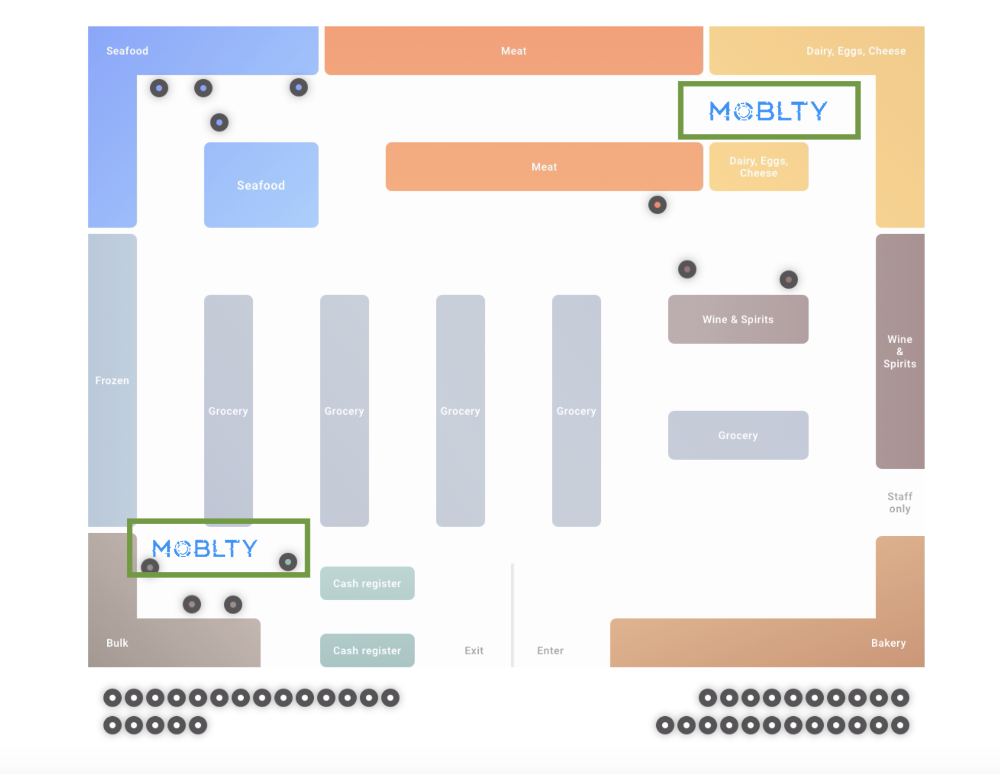 Seafood
Meat
Dairy, Eggs, Cheese
MOBLTY
Seafood
Meat
Dairy, Eggs,
Cheese
Wine & Spirits
Wine
&
Spirits
Frozen
Grocery
Grocery
Grocery
Grocery
Grocery
Staff
only
MOBLTY
Cash register
Cash register
Bulk
Exit
Enter
Bakery